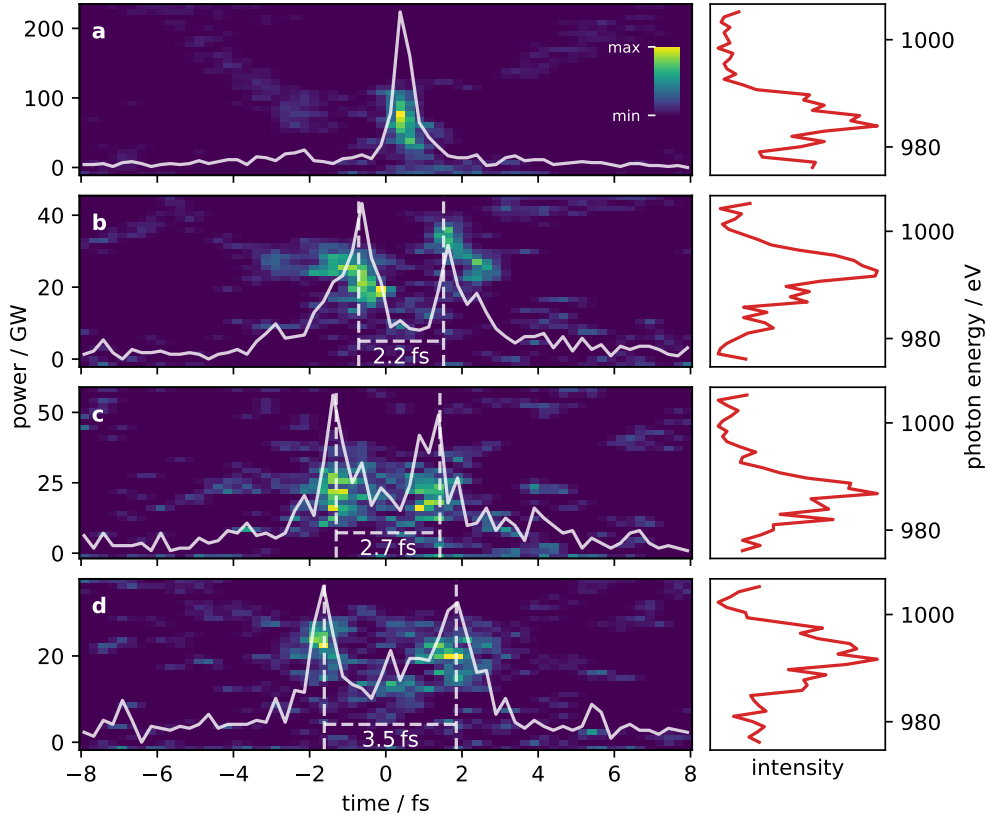 a
200
100
0
max
min
1000
980
b
40
20
0
2.2 fs
1000
980
c
50
25
0
2.7 fs
1000
980
d
20
0
3.5 fs
1000
980
−8 −6 −4 −2 0 2 4 6 8
time / fs
intensity
power / GW
photon energy / eV